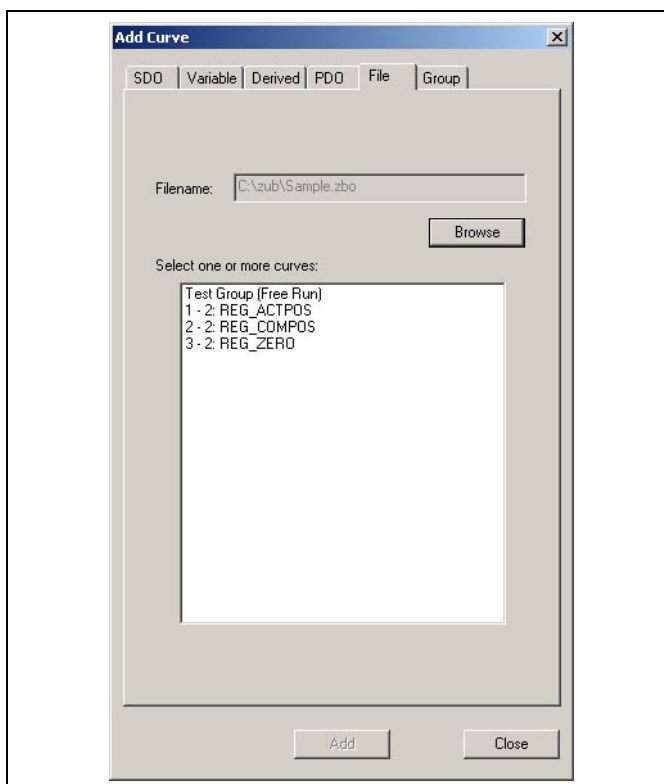 Add Curve
SDO Variable Derived PDO File Group
Filename: C:\zub\Sample.zbo
Browse
Select one or more curves:
Test Group (Free Run)
1 - 2: REG_ACTPOS
2 - 2: REG_COMPOS
3 - 2: REG_ZERO
Add Close